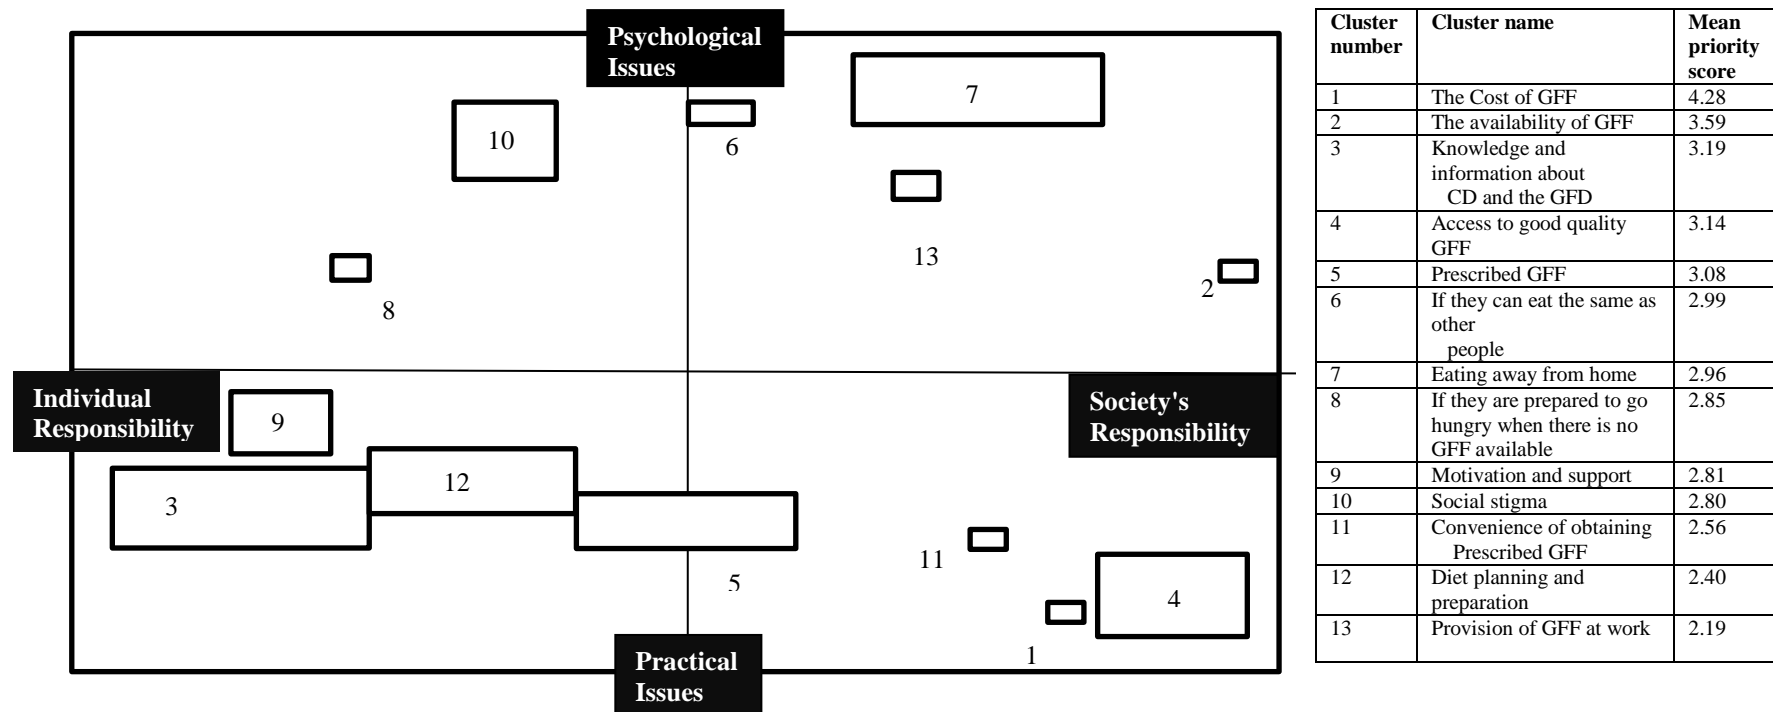 Psychological
Issues
7
10
6
13
8
2
Individual
Responsibility
Society's
Responsibility
9
12
3
11
5
4
1
Practical
Issues
Cluster number | Cluster name | Mean priority score
1 | The Cost of GFF | 4.28
2 | The availability of GFF | 3.59
3 | Knowledge and | 3.19
information about
CD and the GFD
4 | Access to good quality | 3.14
GFF
5 | Prescribed GFF | 3.08
6 | If they can eat the same as | 2.99
other
people
7 | Eating away from home | 2.96
8 | If they are prepared to go | 2.85
hungry when there is no
GFF available
9 | Motivation and support | 2.81
10 | Social stigma | 2.80
11 | Convenience of obtaining | 2.56
Prescribed GFF
12 | Diet planning and | 2.40
preparation
13 | Provision of GFF at work | 2.19